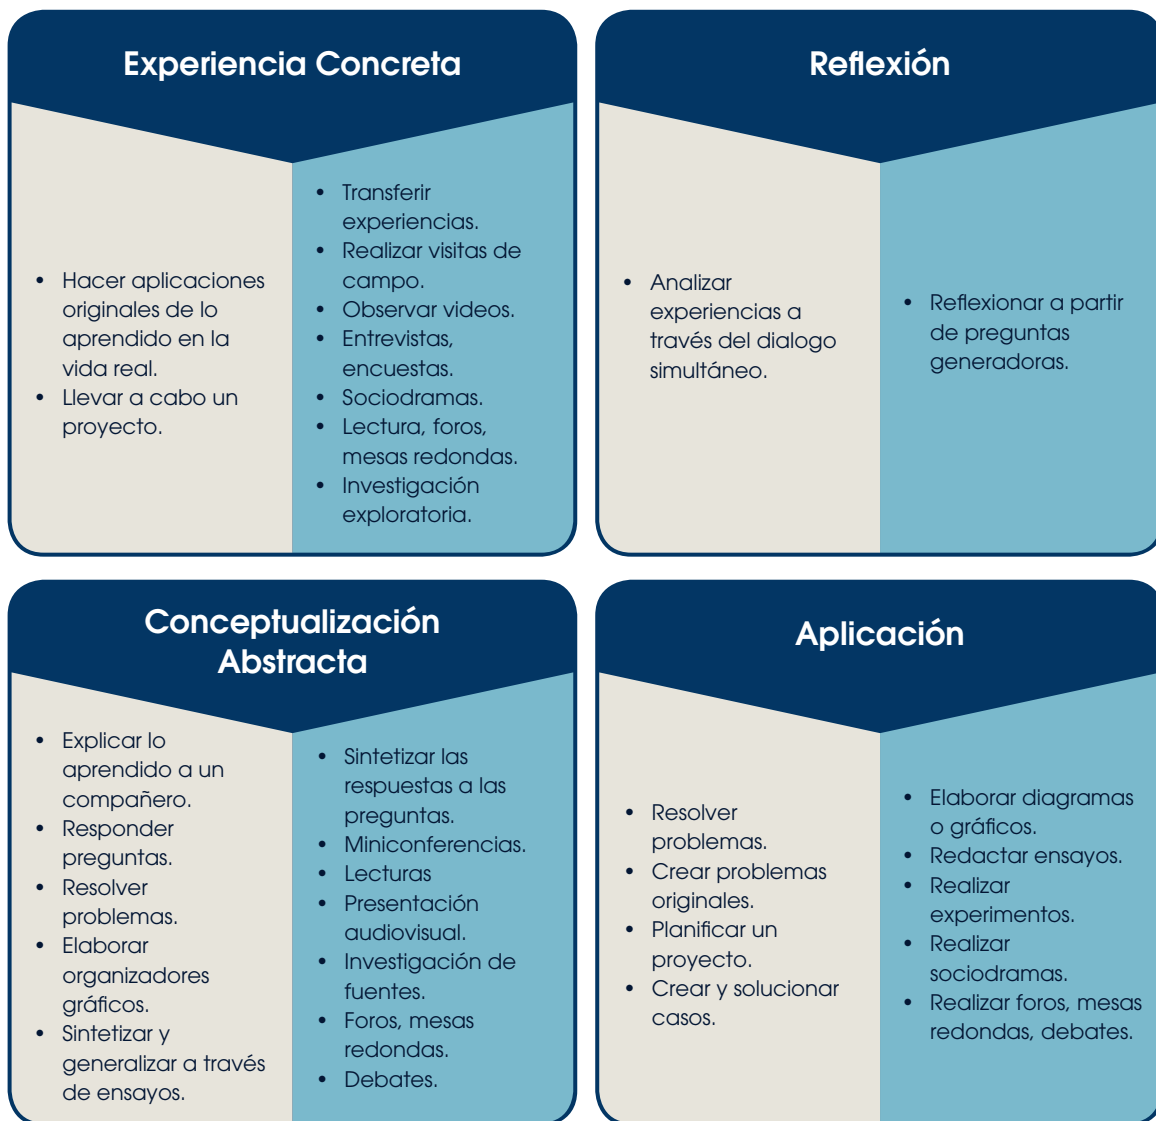 Experiencia Concreta
• Hacer aplicaciones
originales de lo
aprendido en la
vida real.
• Llevar a cabo un
proyecto.
• Transferir
experiencias.
• Realizar visitas de
campo.
• Observar videos.
• Entrevistas,
encuestas.
• Sociodramas.
• Lectura, foros,
mesas redondas.
• Investigación
exploratoria.
Reflexión
• Analizar
experiencias a
través del dialogo
simultáneo.
• Reflexionar a partir
de preguntas
generadoras.
Conceptualización
Abstracta
• Explicar lo
aprendido a un
compañero.
• Responder
preguntas.
• Resolver
problemas.
• Elaborar
organizadores
gráficos.
• Sintetizar y
generalizar a través
de ensayos.
• Sintetizar las
respuestas a las
preguntas.
• Miniconferencias.
• Lecturas
• Presentación
audiovisual.
• Investigación de
fuentes.
• Foros, mesas
redondas.
• Debates.
Aplicación
• Resolver
problemas.
• Crear problemas
originales.
• Planificar un
proyecto.
• Crear y solucionar
casos.
• Elaborar diagramas
o gráficos.
• Redactar ensayos.
• Realizar
experimentos.
• Realizar
sociodramas.
• Realizar foros, mesas
redondas, debates.